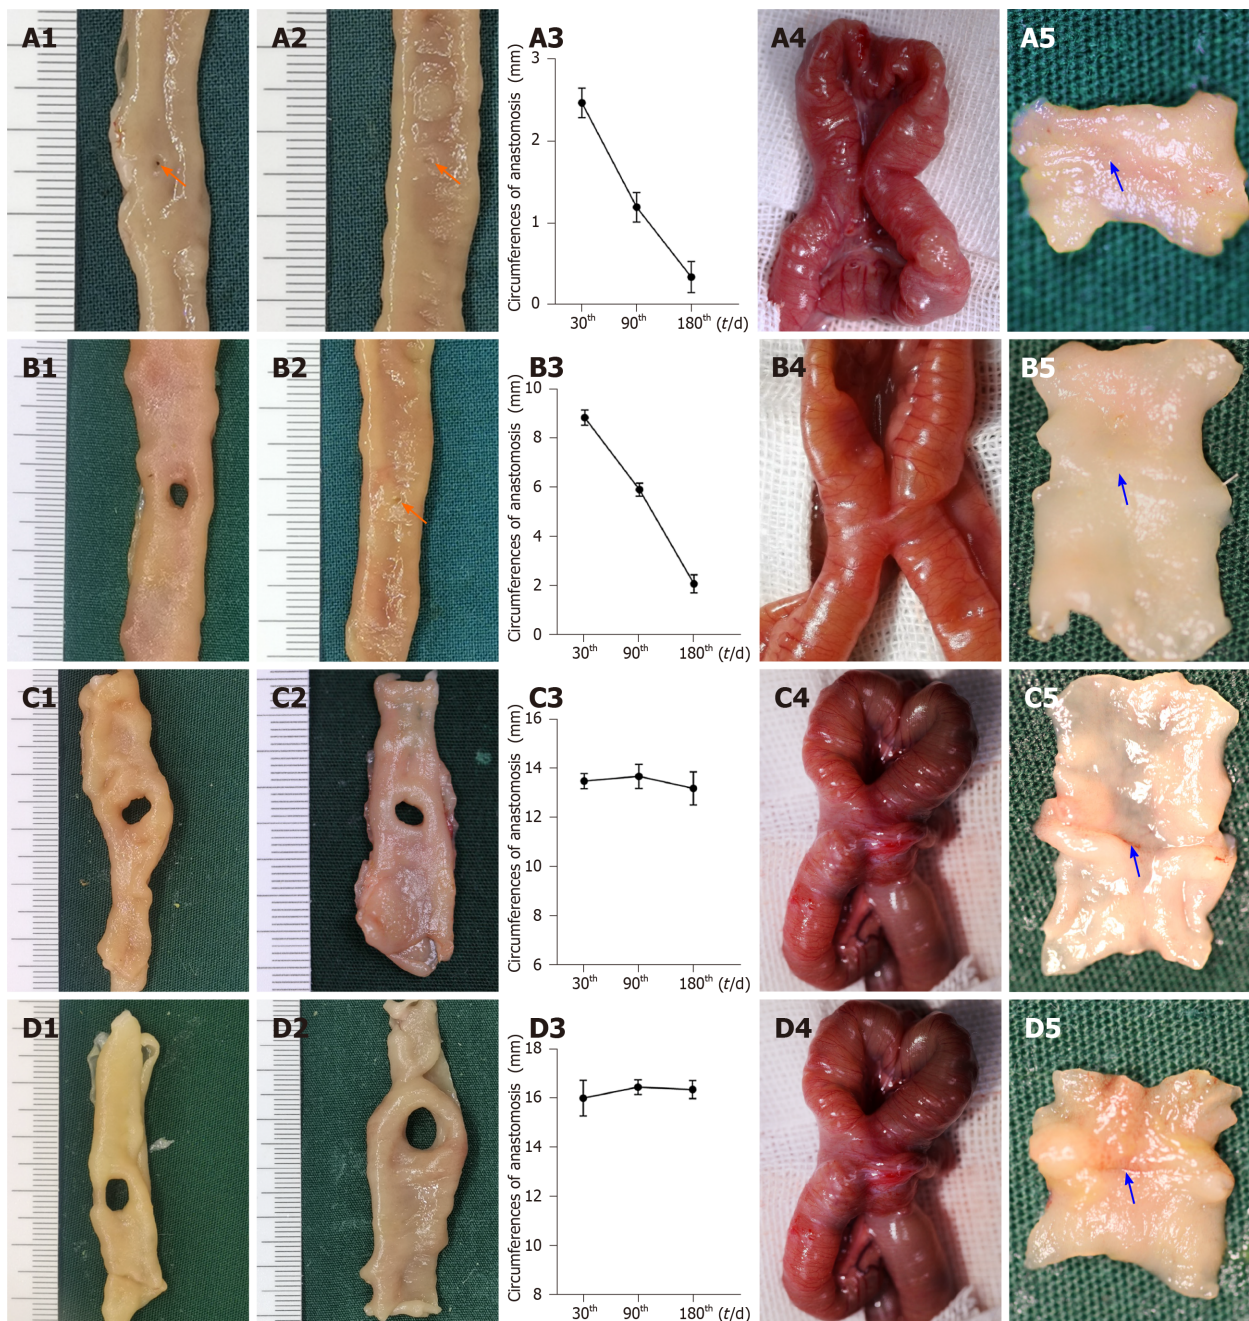 A1
A2
A3
A4
A5
Circumferences of anastomosis (mm)
3
2
1
0
30th
90th
180th (t/d)
B1
B2
B3
B4
B5
Circumferences of anastomosis (mm)
10
8
6
4
2
0
30th
90th
180th (t/d)
C1
C2
C3
C4
C5
Circumferences of anastomosis (mm)
16
14
12
10
8
6
30th
90th
180th (t/d)
D1
D2
D3
D4
D5
Circumferences of anastomosis (mm)
18
16
14
12
10
8
30th
90th
180th (t/d)